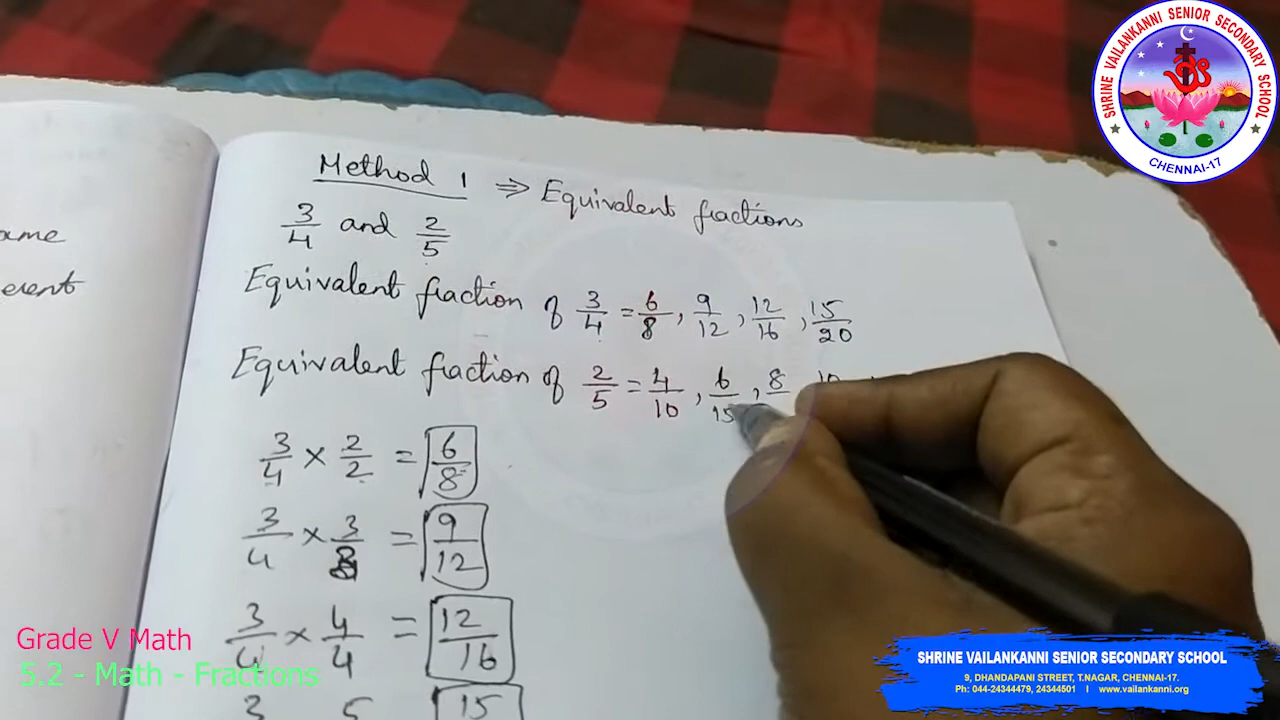 SHRINE VAILANKANNI SENIOR SECONDARY SCHOOL
CHENNAI-17
Method 1 ⇒ Equivalent fractions
3/4 and 2/5
Equivalent fraction of 3/4 = 6/8, 9/12, 12/16, 15/20
Equivalent fraction of 2/5 = 4/10, 6/15, 8
3/4 × 2/2 = 6/8
3/4 × 3/3 = 9/12
3/4 × 4/4 = 12/16
3 5 15
Grade V Math
5.2 - Math - Fractions
SHRINE VAILANKANNI SENIOR SECONDARY SCHOOL
9, DHANDAPANI STREET, T.NAGAR, CHENNAI-17.
Ph: 044-24344479, 24344501 I www.vailankanni.org